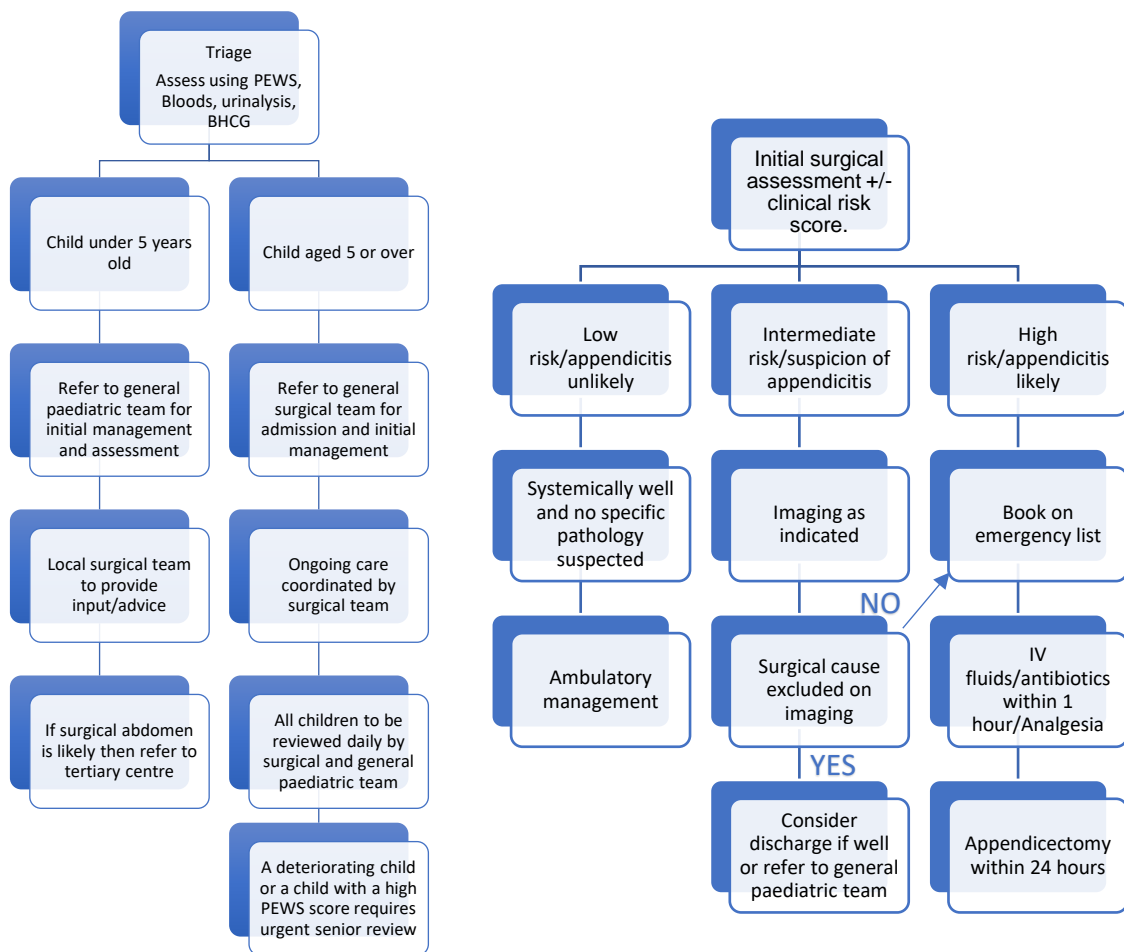 Triage
Assess using PEWS,
Bloods, urinalysis,
BHCG
Child under 5 years
old
Child aged 5 or over
Refer to general
paediatric team for
initial management
and assessment
Refer to general
surgical team for
admission and initial
management
Local surgical team
to provide
input/advice
Ongoing care
coordinated by
surgical team
If surgical abdomen
is likely then refer to
tertiary centre
All children to be
reviewed daily by
surgical and general
paediatric team
A deteriorating child
or a child with a high
PEWS score requires
urgent senior review
Initial surgical
assessment +/-
clinical risk
score.
Low
risk/appendicitis
unlikely
Intermediate
risk/suspicion of
appendicitis
High
risk/appendicitis
likely
Systemically well
and no specific
pathology
suspected
Imaging as
indicated
Book on
emergency list
NO
Ambulatory
management
Surgical cause
excluded on
imaging
IV
fluids/antibiotics
within 1
hour/Analgesia
YES
Consider
discharge if well
or refer to general
paediatric team
Appendicectomy
within 24 hours